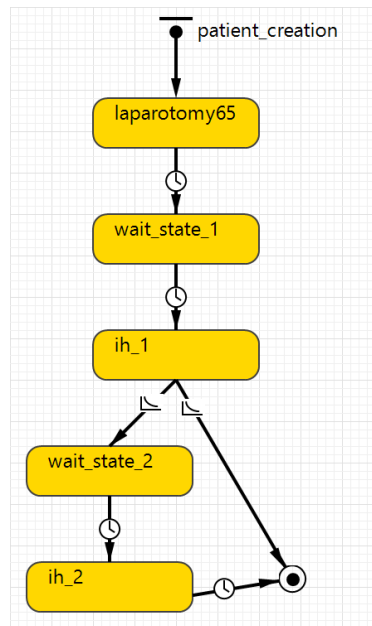 patient_creation
laparotomy65
wait_state_1
ih_1
wait_state_2
ih_2